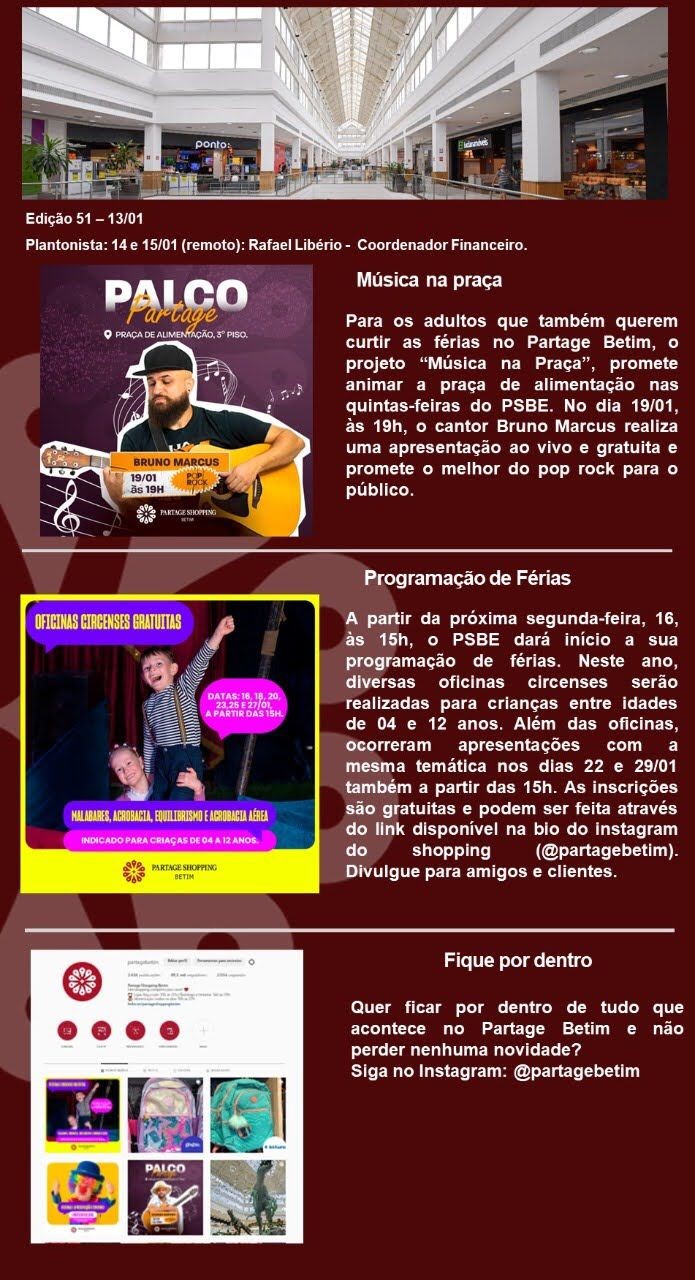 ponto:
Edição 51 – 13/01
Plantonista: 14 e 15/01 (remoto): Rafael Libério - Coordenador Financeiro.
PALCO
Partage
PRAÇA DE ALIMENTAÇÃO, 3° PISO.
BRUNO MARCUS
19/01
às 19H
POP
ROCK
PARTAGE SHOPPING
BETIM
Música na praça
Para os adultos que também querem
curtir as férias no Partage Betim, o
projeto “Música na Praça”, promete
animar a praça de alimentação nas
quintas-feiras do PSBE. No dia 19/01,
às 19h, o cantor Bruno Marcus realiza
uma apresentação ao vivo e gratuita e
promete o melhor do pop rock para o
público.
OFICINAS CIRCENSES GRATUITAS
DATAS: 16, 18, 20,
23,25 E 27/01,
A PARTIR DAS 15H.
MALABARES, ACROBACIA, EQUILIBRISMO E ACROBACIA AÉREA
INDICADO PARA CRIAÇAS DE 04 A 12 ANOS.
PARTAGE SHOPPING
BETIM
Programação de Férias
A partir da próxima segunda-feira, 16,
às 15h, o PSBE dará início a sua
programação de férias. Neste ano,
diversas oficinas circenses serão
realizadas para crianças entre idades
de 04 e 12 anos. Além das oficinas,
ocorreram apresentações com a
mesma temática nos dias 22 e 29/01
também a partir das 15h. As inscrições
são gratuitas e podem ser feita através
do link disponível na bio do instagram
do shopping (@partagebetim).
Divulgue para amigos e clientes.
partagebetim
Editar perfil
Partage Shopping Betim
PALCO
Partage
Fique por dentro
Quer ficar por dentro de tudo que
acontece no Partage Betim e não
perder nenhuma novidade?
Siga no Instagram: @partagebetim